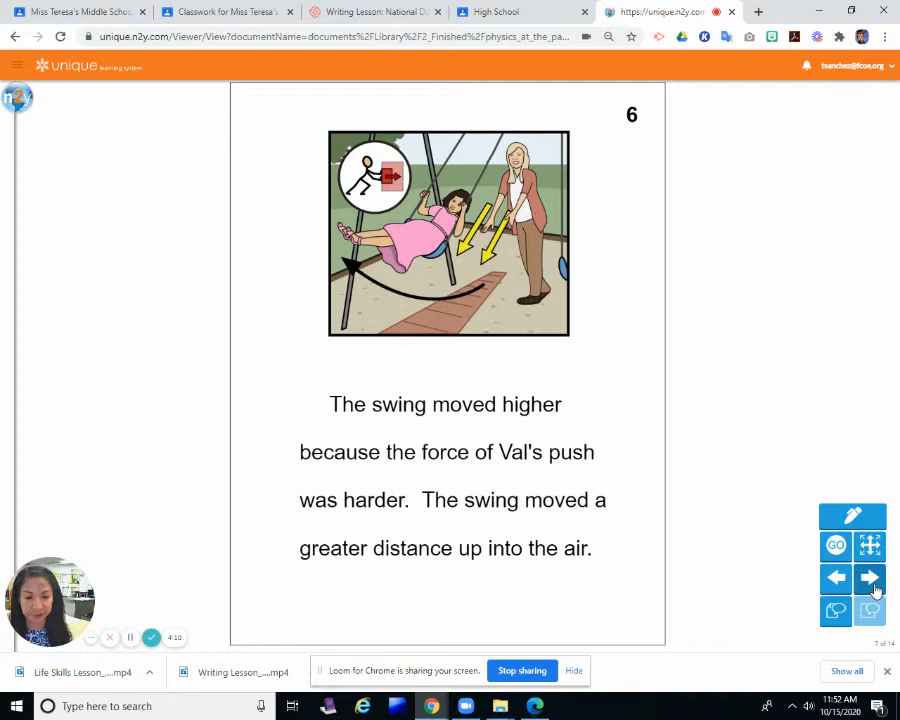 Miss Teresa's Middle Schoo
Classwork for Miss Teresa's
Writing Lesson: National D
High School
https://unique.n2y.com
unique.n2y.com/Viewer/View?documentName=documents%2FLibrary%2F2_Finished%2Fphysics_at_the_pa...
n2y
unique learning system
tsanchez@fcoe.org
6
The swing moved higher
because the force of Val's push
was harder. The swing moved a
greater distance up into the air.
GO
7 of 14
4:10
Life Skills Lesson_....mp4
Writing Lesson_....mp4
Loom for Chrome is sharing your screen.
Stop sharing
Hide
Show all
Type here to search
11:52 AM
10/15/2020
1